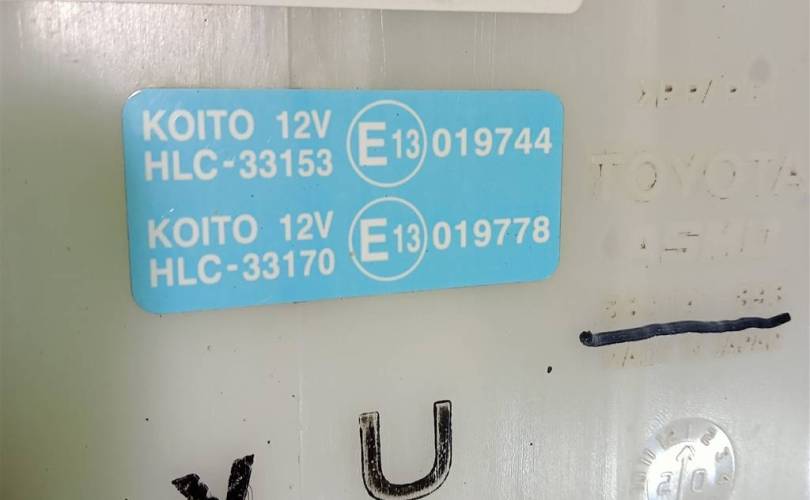 KOITO 12V E13 019744
HLC-33153
KOITO 12V E13 019778
HLC-33170
TOYOTA
U